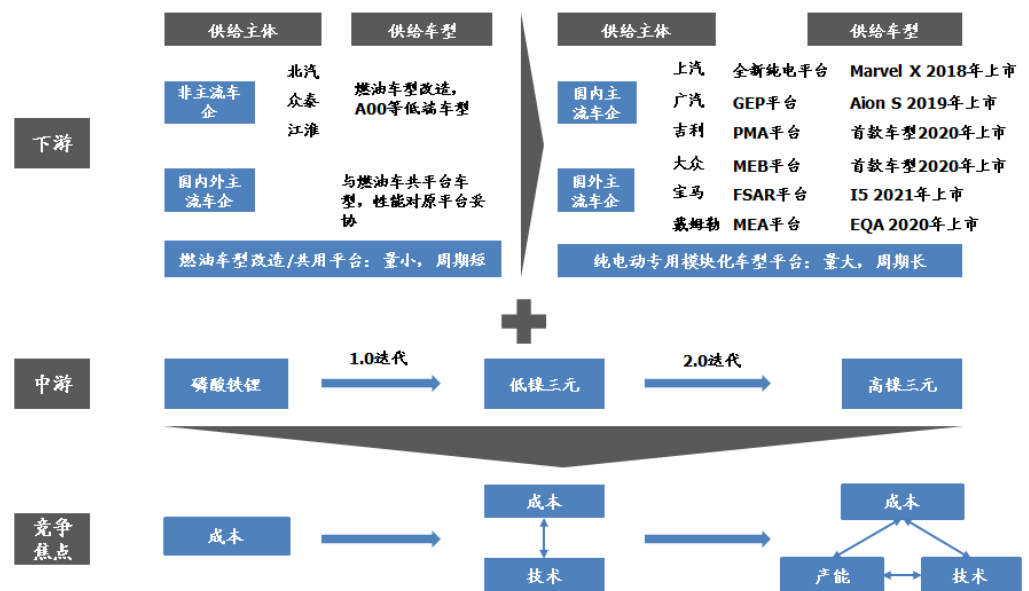 供给主体
供给车型
供给主体
供给车型
下游
非主流车
企
北汽
众泰
江淮
燃油车型改造,
A00等低端车型
国内外主
流车企
与燃油车共平台车
型,性能对原平台妥
协
燃油车型改造/共用平台:量小,周期短
国内主
流车企
上汽
全新纯电平台
Marvel X 2018年上市
广汽
GEP平台
Aion S 2019年上市
吉利
PMA平台
首款车型2020年上市
国外主
流车企
大众
MEB平台
首款车型2020年上市
宝马
FSAR平台
I5 2021年上市
戴姆勒
MEA平台
EQA 2020年上市
纯电动专用模块化车型平台:量大,周期长
中游
磷酸铁锂
1.0迭代
低镍三元
2.0迭代
高镍三元
竞争
焦点
成本
成本
技术
成本
产能
技术